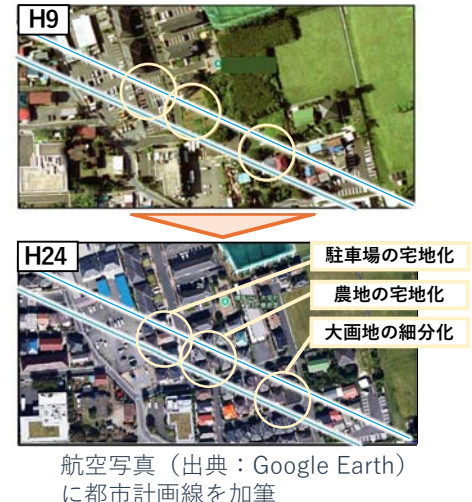 H9
H24
駐車場の宅地化
農地の宅地化
大画地の細分化
航空写真（出典：Google Earth）
に都市計画線を加筆